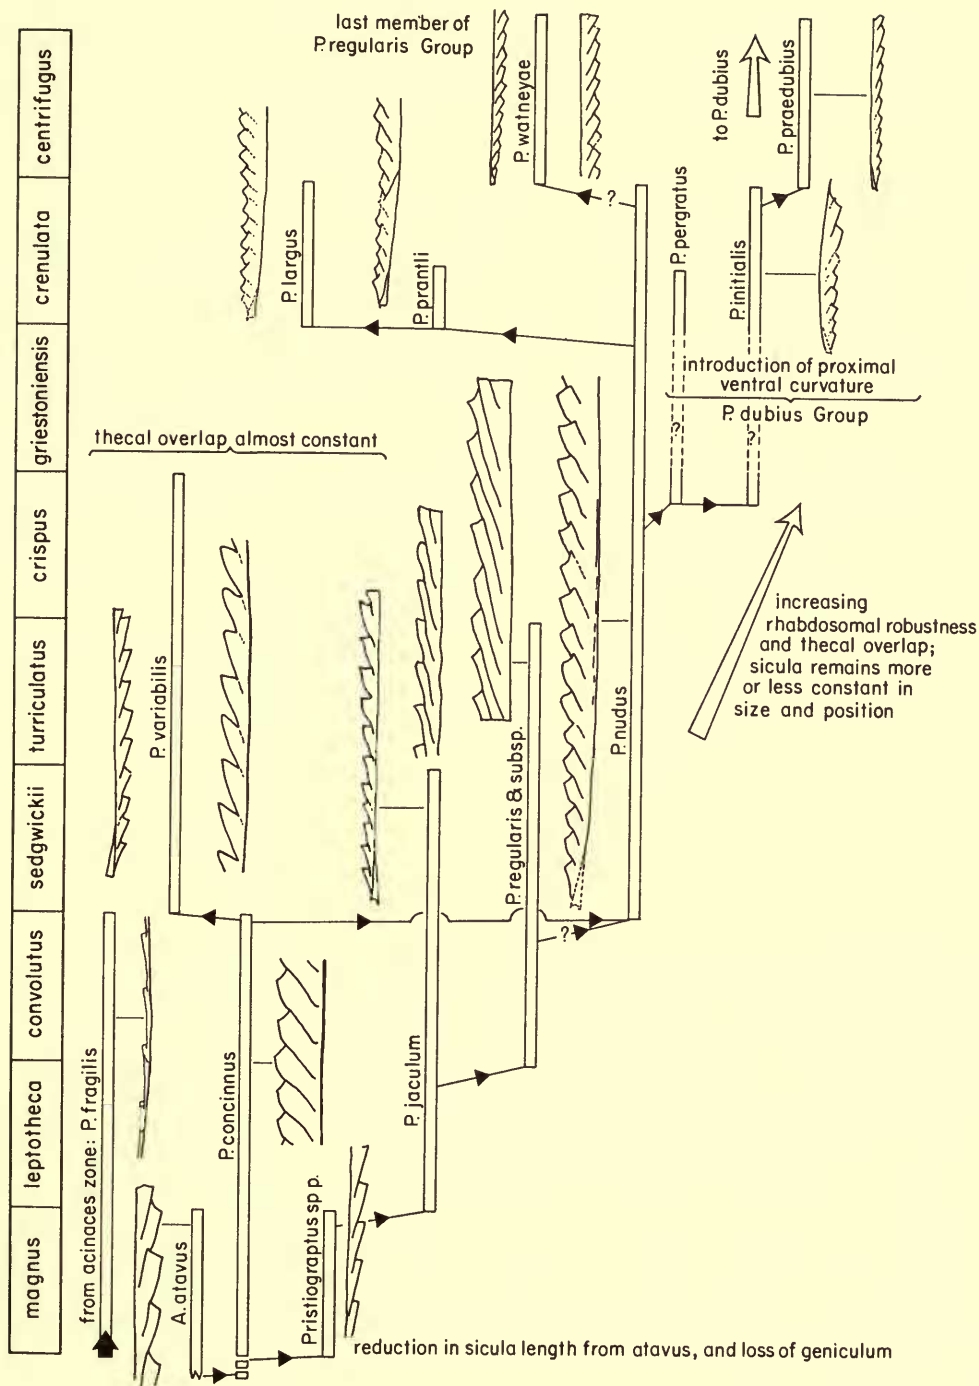 last member of
P. regularis Group
to P. dubius
P. praedubius
P. watneyae
P. pergratus
P. initialis
P. largus
P. prantli
?
introduction of proximal
ventral curvature
P. dubius Group
?
?
thecal overlap almost constant
increasing
rhabdosomal robustness
and thecal overlap;
sicula remains more
or less constant in
size and position
P. variabilis
P. nudus
P. regularis & subsp.
?
P. jaculum
P. concinnus
from acinaces zone: P. fragilis
A. atavus
Pristiograptus spp.
reduction in sicula length from atavus, and loss of geniculum
centrifugus
crenulata
griestoniensis
crispus
turriculatus
sedgwickii
convolutus
leptotheca
magnus